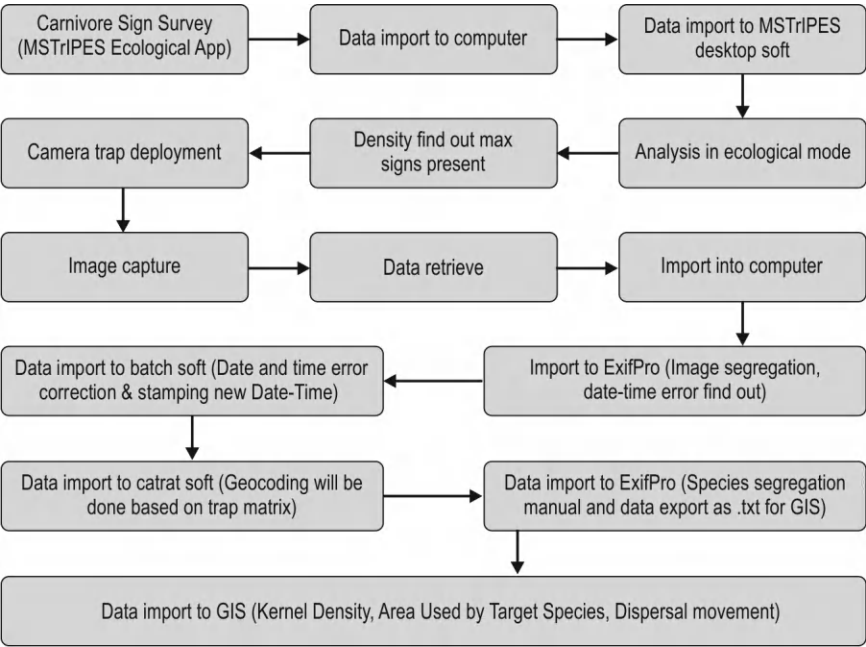 Carnivore Sign Survey
(MSTrIPES Ecological App)
Data import to computer
Data import to MSTrIPES
desktop soft
Analysis in ecological mode
Density find out max
signs present
Camera trap deployment
Image capture
Data retrieve
Import into computer
Import to ExifPro (Image segregation,
date-time error find out)
Data import to batch soft (Date and time error
correction & stamping new Date-Time)
Data import to catrat soft (Geocoding will be
done based on trap matrix)
Data import to ExifPro (Species segregation
manual and data export as .txt for GIS)
Data import to GIS (Kernel Density, Area Used by Target Species, Dispersal movement)